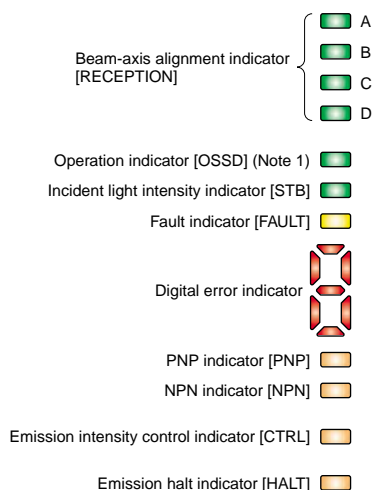 A
Beam-axis alignment indicator
[RECEPTION]
B
C
D
Operation indicator [OSSD] (Note 1)
Incident light intensity indicator [STB]
Fault indicator [FAULT]
Digital error indicator
PNP indicator [PNP]
NPN indicator [NPN]
Emission intensity control indicator [CTRL]
Emission halt indicator [HALT]